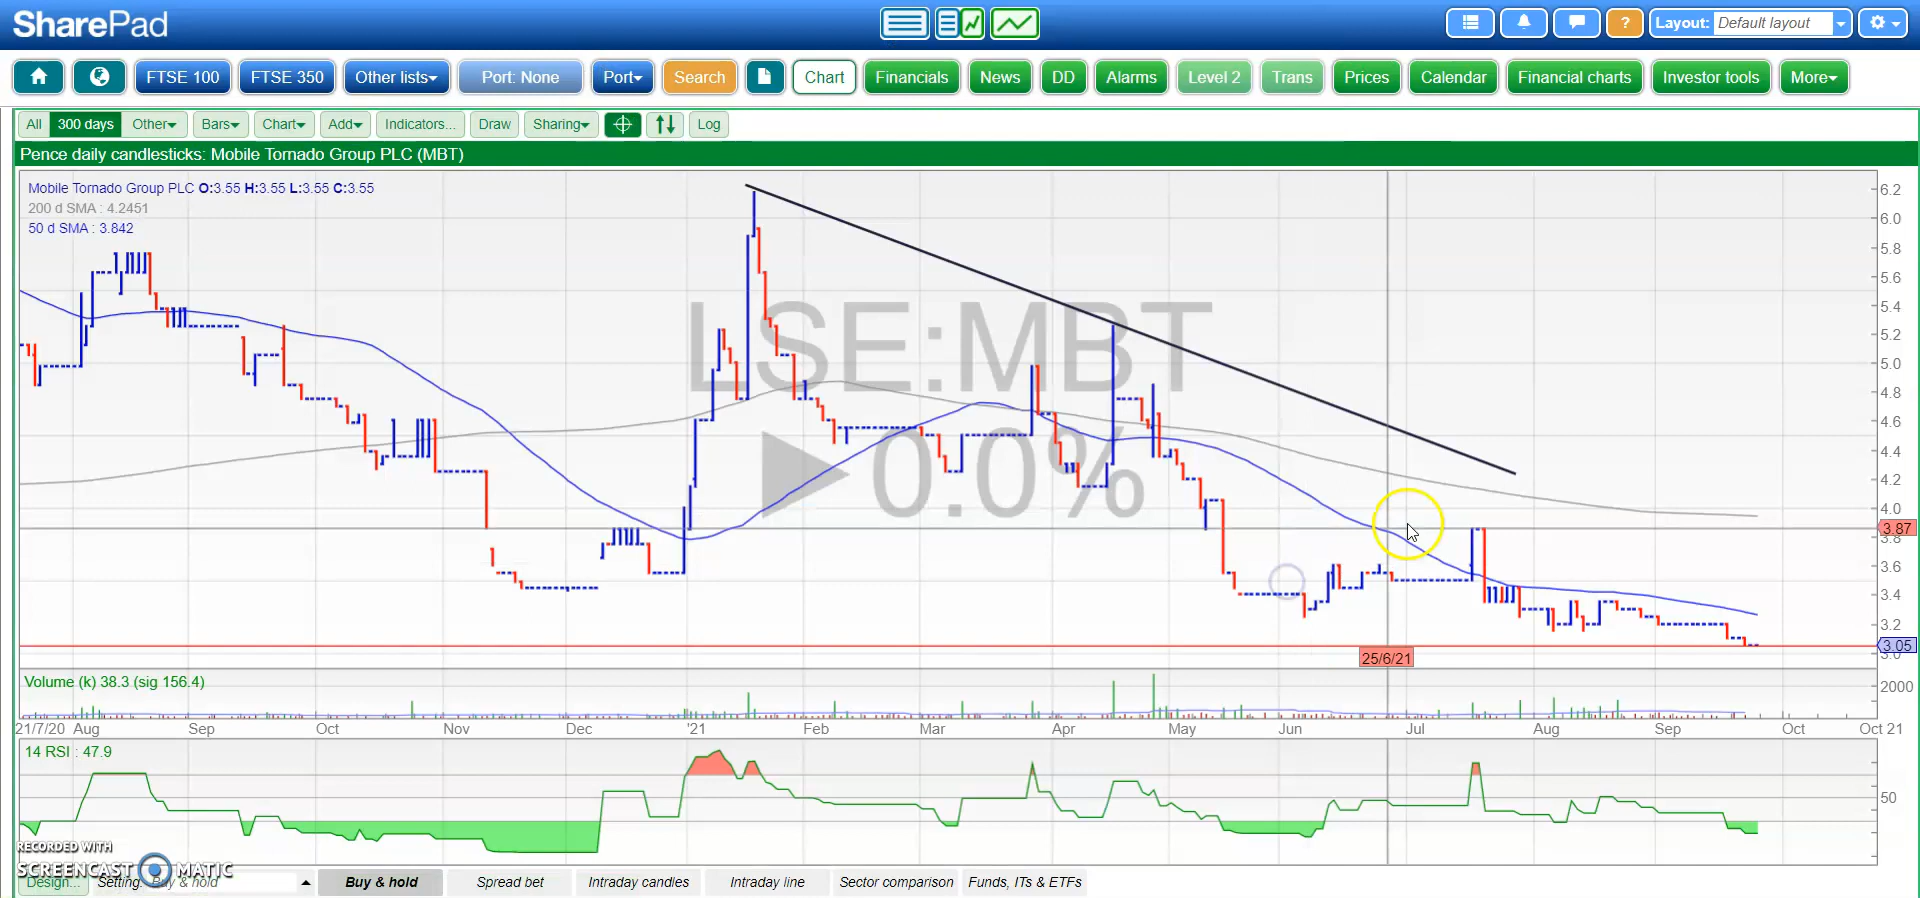 SharePad
? Layout: Default layout
FTSE 100 FTSE 350 Other lists Port: None Port Search Chart Financials News DD Alarms Level 2 Trans Prices Calendar Financial charts Investor tools More
All 300 days Other Bars Chart Add Indicators... Draw Sharing Log
Pence daily candlesticks: Mobile Tornado Group PLC (MBT)
Mobile Tornado Group PLC O:3.55 H:3.55 L:3.55 C:3.55
200 d SMA : 4.2451
50 d SMA : 3.842
LSE:MBT
0.0%
6.2
6.0
5.8
5.6
5.4
5.2
5.0
4.8
4.6
4.4
4.2
4.0
3.87
3.8
3.6
3.4
3.2
3.05
3.0
25/6/21
Volume (k) 38.3 (sig 156.4)
2000
21/7/20 Aug Sep Oct Nov Dec '21 Feb Mar Apr May Jun Jul Aug Sep Oct Oct 21
14 RSI : 47.9
50
RECORDED WITH
SCREENCAST MATIC
Design... Setting: Buy & hold Buy & hold Spread bet Intraday candles Intraday line Sector comparison Funds, ITs & ETFs